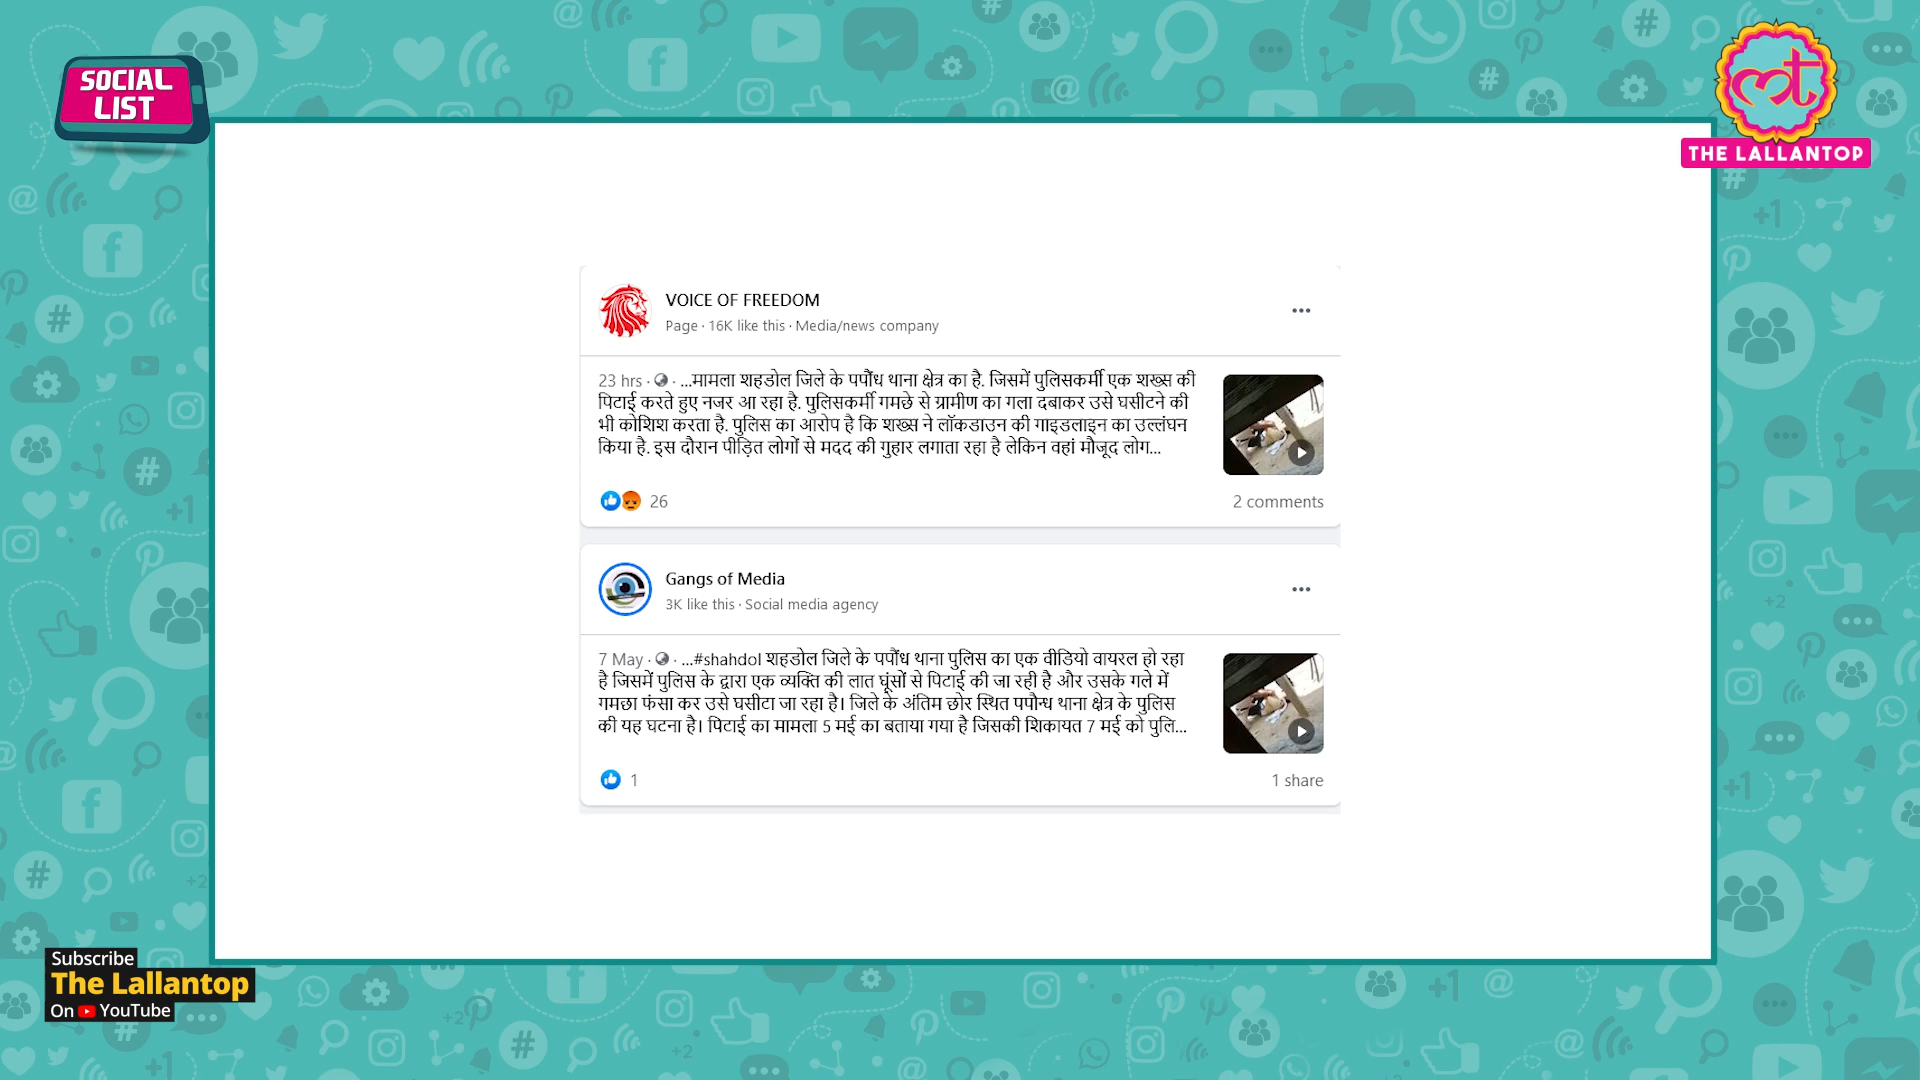 SOCIAL
LIST
THE LALLANTOP
VOICE OF FREEDOM
Page · 16K like this · Media/news company
23 hrs · ...मामला शहडोल जिले के पपौंध थाना क्षेत्र का है. जिसमें पुलिसकर्मी एक शख्स की
पिटाई करते हुए नजर आ रहा है. पुलिसकर्मी गमछे से ग्रामीण का गला दबाकर उसे घसीटने की
भी कोशिश करता है. पुलिस का आरोप है कि शख्स ने लॉकडाउन की गाइडलाइन का उल्लंघन
किया है. इस दौरान पीड़ित लोगों से मदद की गुहार लगाता रहा है लेकिन वहां मौजूद लोग...
26
2 comments
Gangs of Media
3K like this · Social media agency
7 May · ...#shahdol शहडोल जिले के पपौंध थाना पुलिस का एक वीडियो वायरल हो रहा
है जिसमें पुलिस के द्वारा एक व्यक्ति की लात घूंसों से पिटाई की जा रही है और उसके गले में
गमछा फंसा कर उसे घसीटा जा रहा है। जिले के अंतिम छोर स्थित पपौन्ध थाना क्षेत्र के पुलिस
की यह घटना है। पिटाई का मामला 5 मई का बताया गया है जिसकी शिकायत 7 मई को पुलि...
1
1 share
Subscribe
The Lallantop
On YouTube